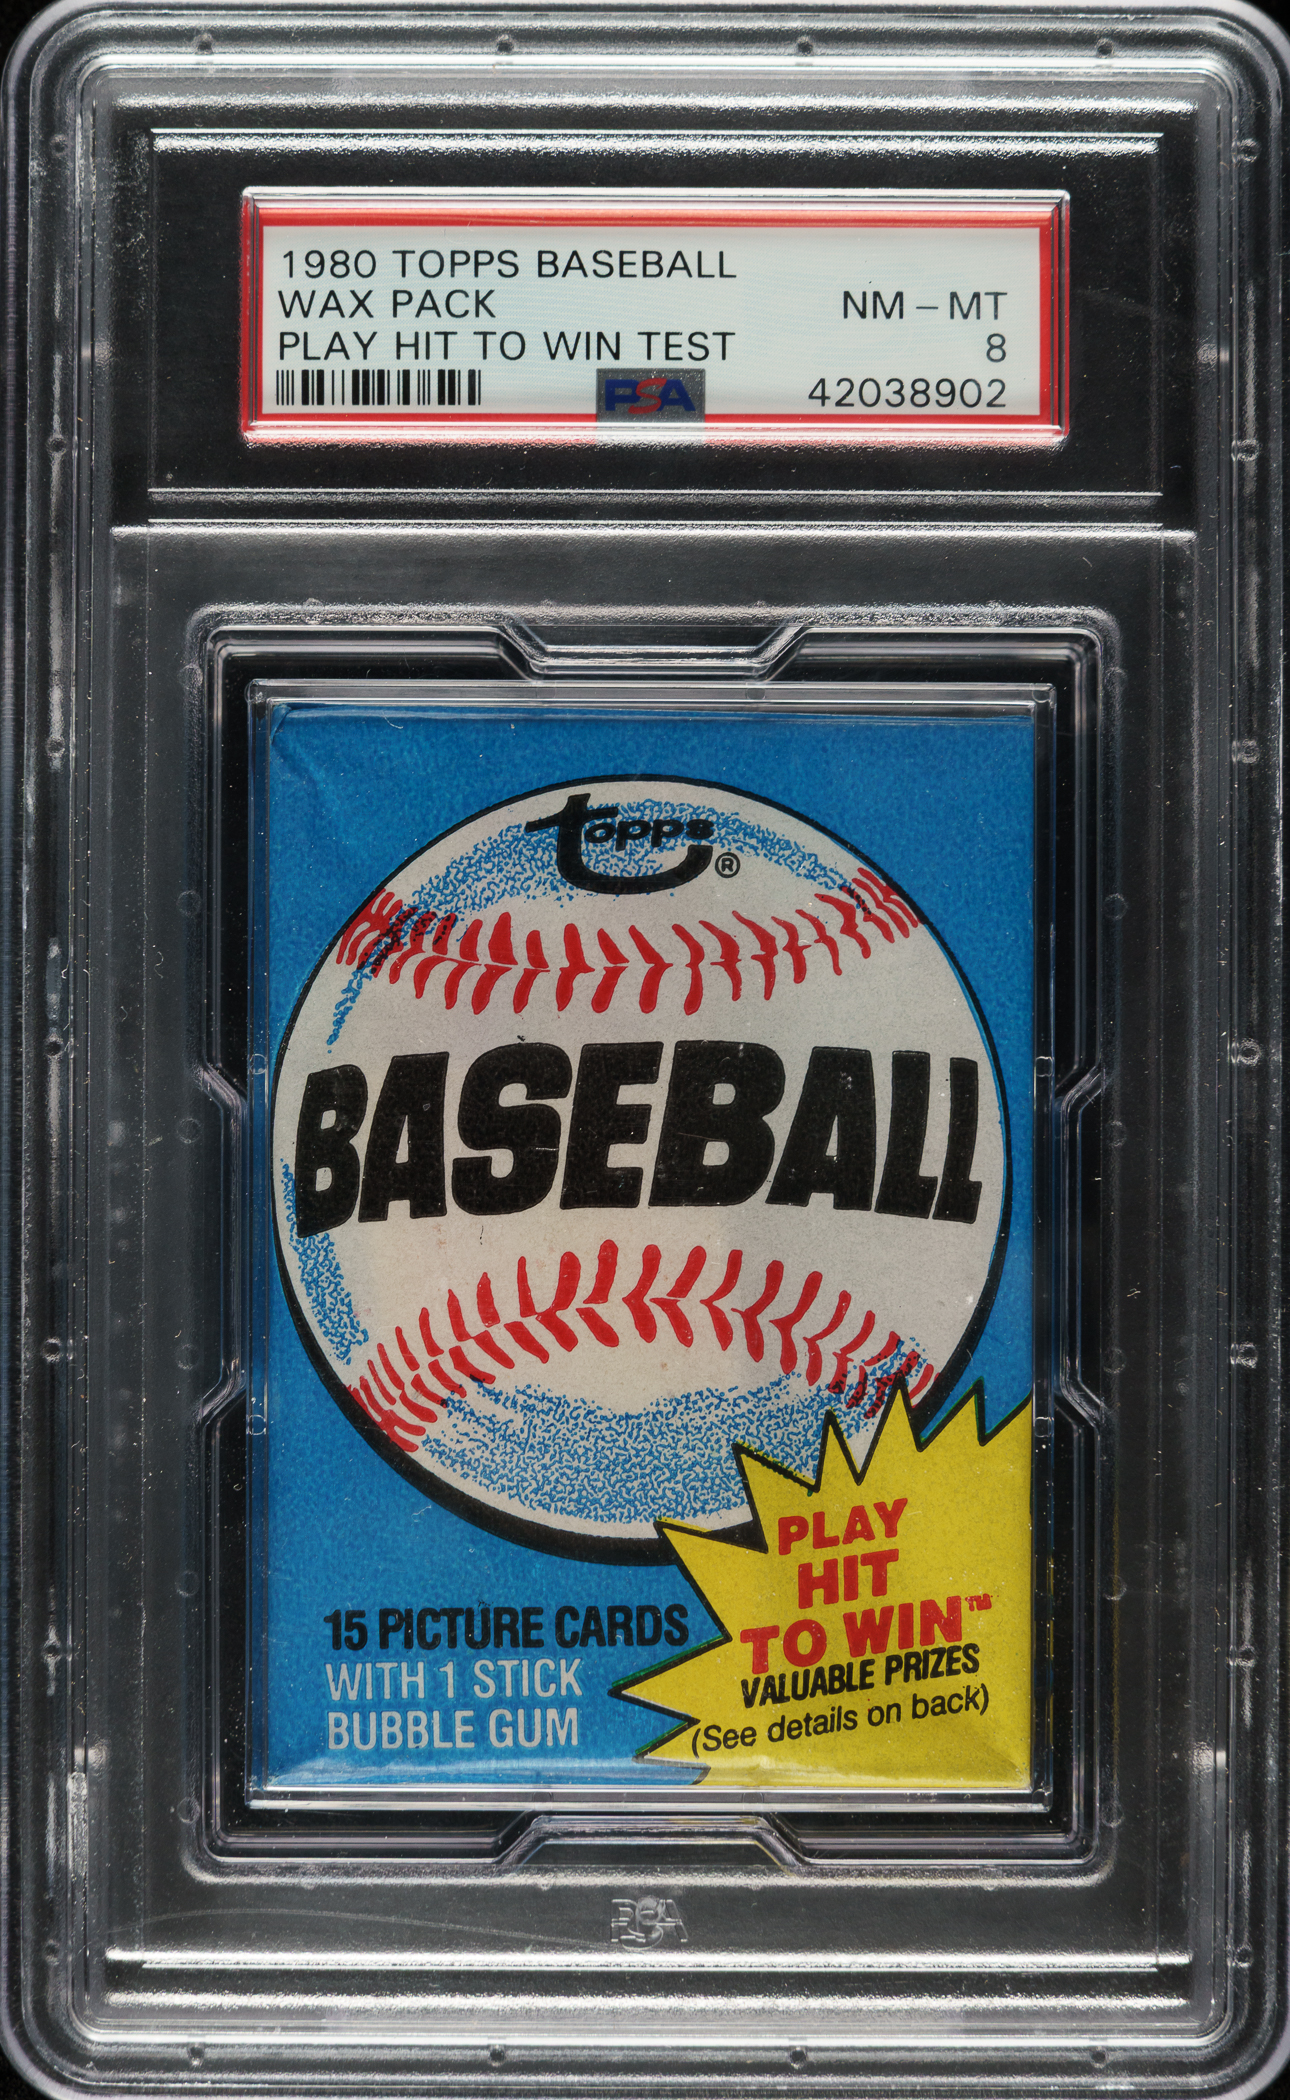 1980 TOPPS BASEBALL
WAX PACK NM - MT
PLAY HIT TO WIN TEST 8
PSA 42038902
Topps®
BASEBALL
PLAY
HIT
TO WIN™
VALUABLE PRIZES
(See details on back)
15 PICTURE CARDS
WITH 1 STICK
BUBBLE GUM
PSA